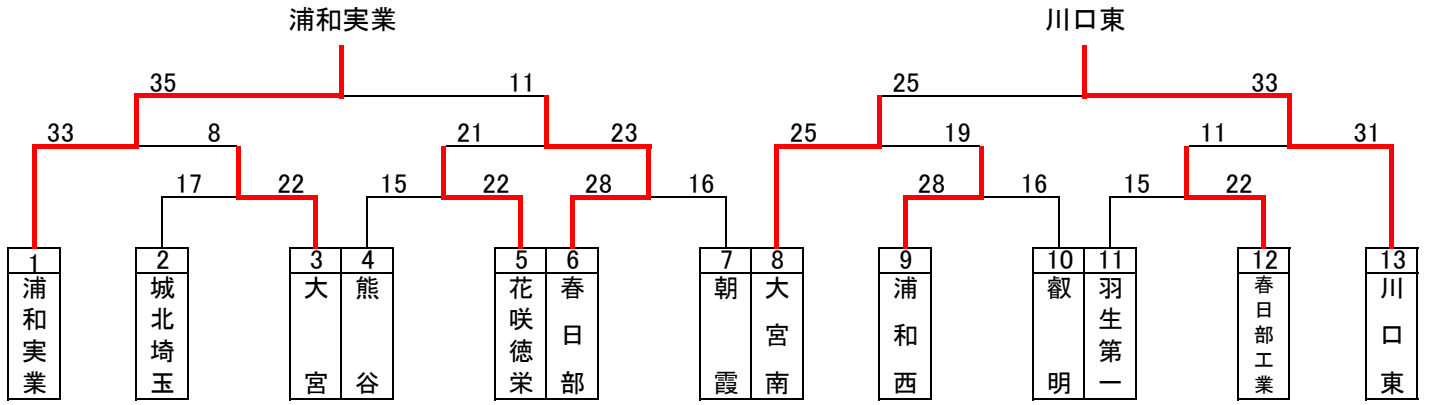 浦和実業 川口東
35 11 25 33
33 8 21 23 25 19 11 31
17 22 15 22 28 16 28 16 15 22
1 2 3 4 5 6 7 8 9 10 11 12 13
浦和実業
城北埼玉
大宮
熊谷
花咲徳栄
春日部
朝霞
大宮南
浦和西
叡明
羽生第一
春日部工業
川口東